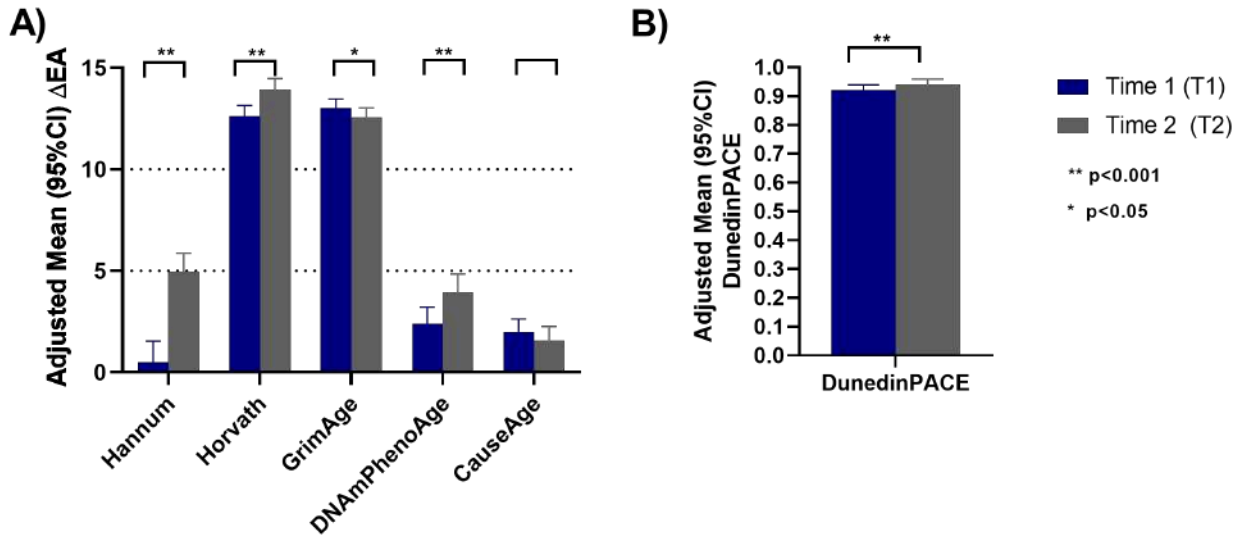 A)
Adjusted Mean (95%CI) ΔEA
15
10
5
0
**
**
*
**
Hannum
Horvath
GrimAge
DNAmPhenoAge
CauseAge
B)
Adjusted Mean (95%CI)
DunedinPACE
1.0
0.9
0.8
0.7
0.6
0.5
0.4
0.3
0.2
0.1
0.0
**
DunedinPACE
Time 1 (T1)
Time 2 (T2)
** p<0.001
* p<0.05